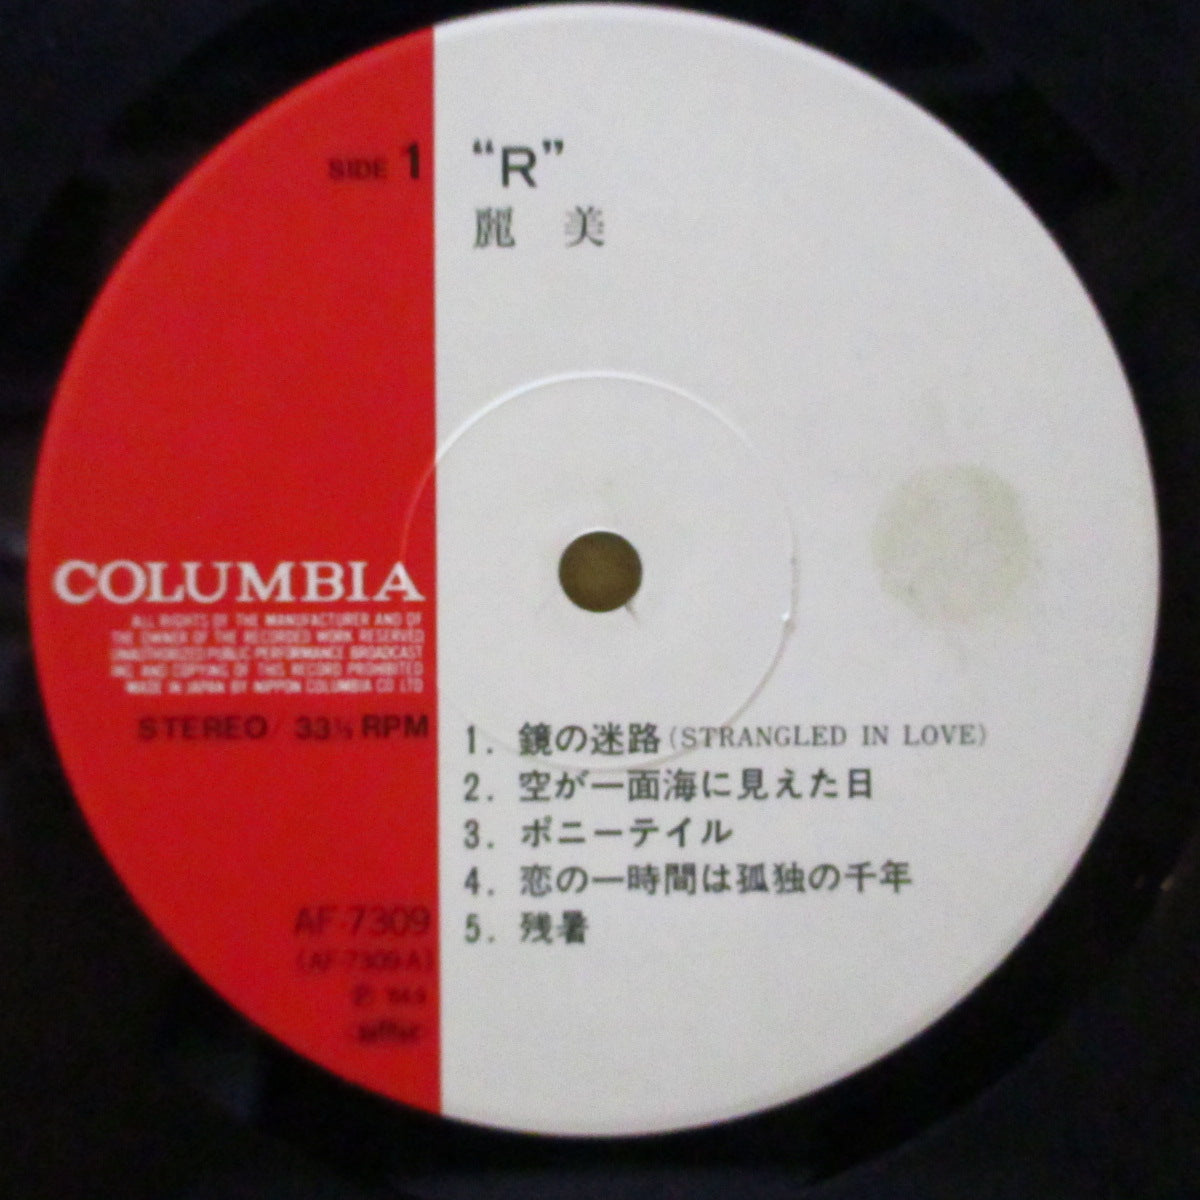 SIDE 1
“R”
麗 美
COLUMBIA
ALL RIGHTS OF THE MANUFACTURER AND OF
THE OWNER OF THE RECORDED WORK RESERVED
UNAUTHORIZED PUBLIC PERFORMANCE BROADCAST
ING AND COPYING OF THIS RECORD PROHIBITED
MADE IN JAPAN BY NIPPON COLUMBIA CO LTD
STEREO/ 33⅓ RPM
1. 鏡の迷路(STRANGLED IN LOVE)
2. 空が一面海に見えた日
3. ポニーテイル
4. 恋の一時間は孤独の千年
5. 残暑
AF-7309
(AF-7309-A)
Ⓟ '84.9